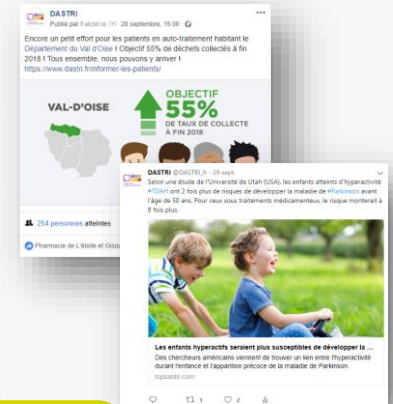 DASTRI
Publié par Falcon.io [?] · 28 septembre, 15:00 ·
Encore un petit effort pour les patients en auto-traitement habitant le
Département du Val d'Oise ! Objectif 55% de déchets collectés à fin
2018 ! Tous ensemble, nous pouvons y arriver !
https://www.dastri.fr/informer-les-patients/
VAL-D'OISE
OBJECTIF
55%
DE TAUX DE COLLECTE
À FIN 2018
254 personnes atteintes
Pharmacie de L'étoile et
DASTRI @DASTRI_fr · 29 sept.
Selon une étude de l'Université de Utah (USA), les enfants atteints d'hyperactivité
#TDAH ont 2 fois plus de risques de développer la maladie de #Parkinson avant
l'âge de 50 ans. Pour ceux sous traitements médicamenteux, le risque monterait à
8 fois plus.
Les enfants hyperactifs seraient plus susceptibles de développer la ...
Des chercheurs américains viennent de trouver un lien entre l'hyperactivité
durant l'enfance et l'apparition précoce de la maladie de Parkinson.
topsante.com
1
2